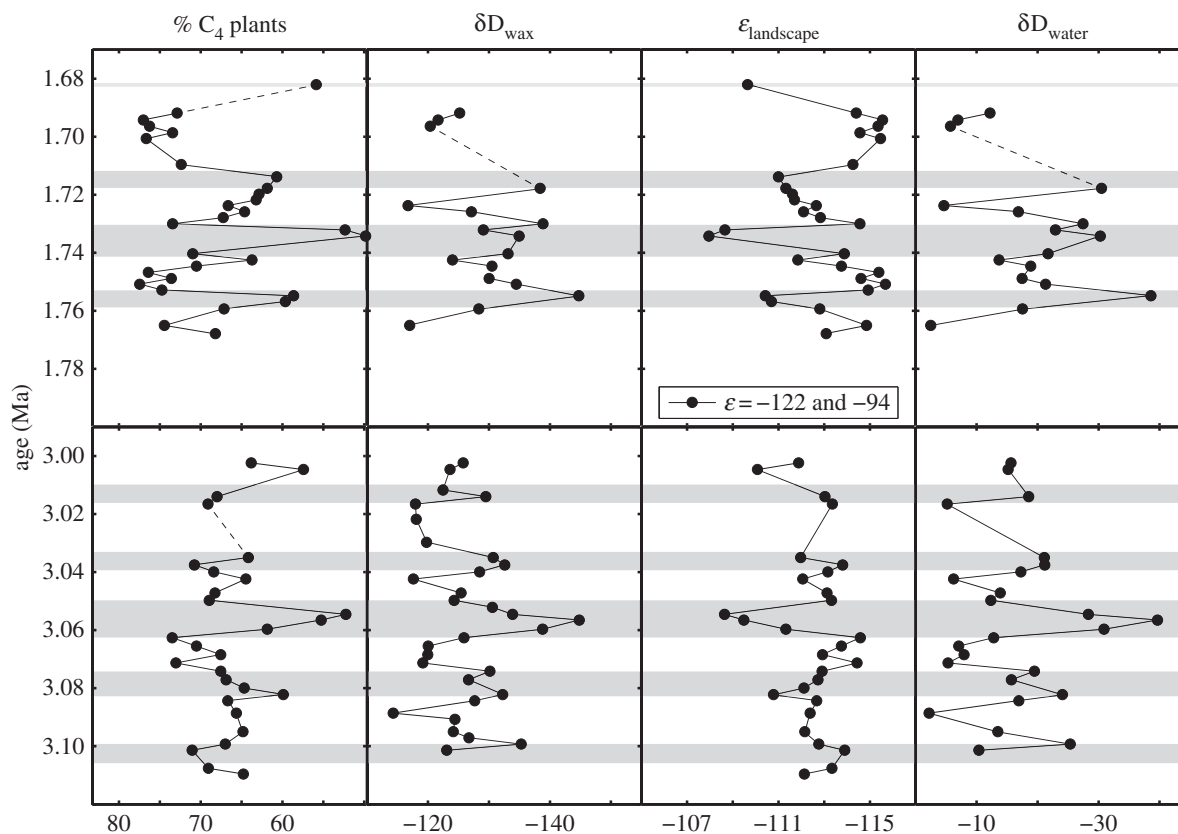 % C4 plants
δDwax
εlandscape
δDwater
1.68
1.70
1.72
1.74
1.76
1.78
ε = −122 and −94
age (Ma)
3.00
3.02
3.04
3.06
3.08
3.10
80 70 60
−120 −140
−107 −111 −115
−10 −30